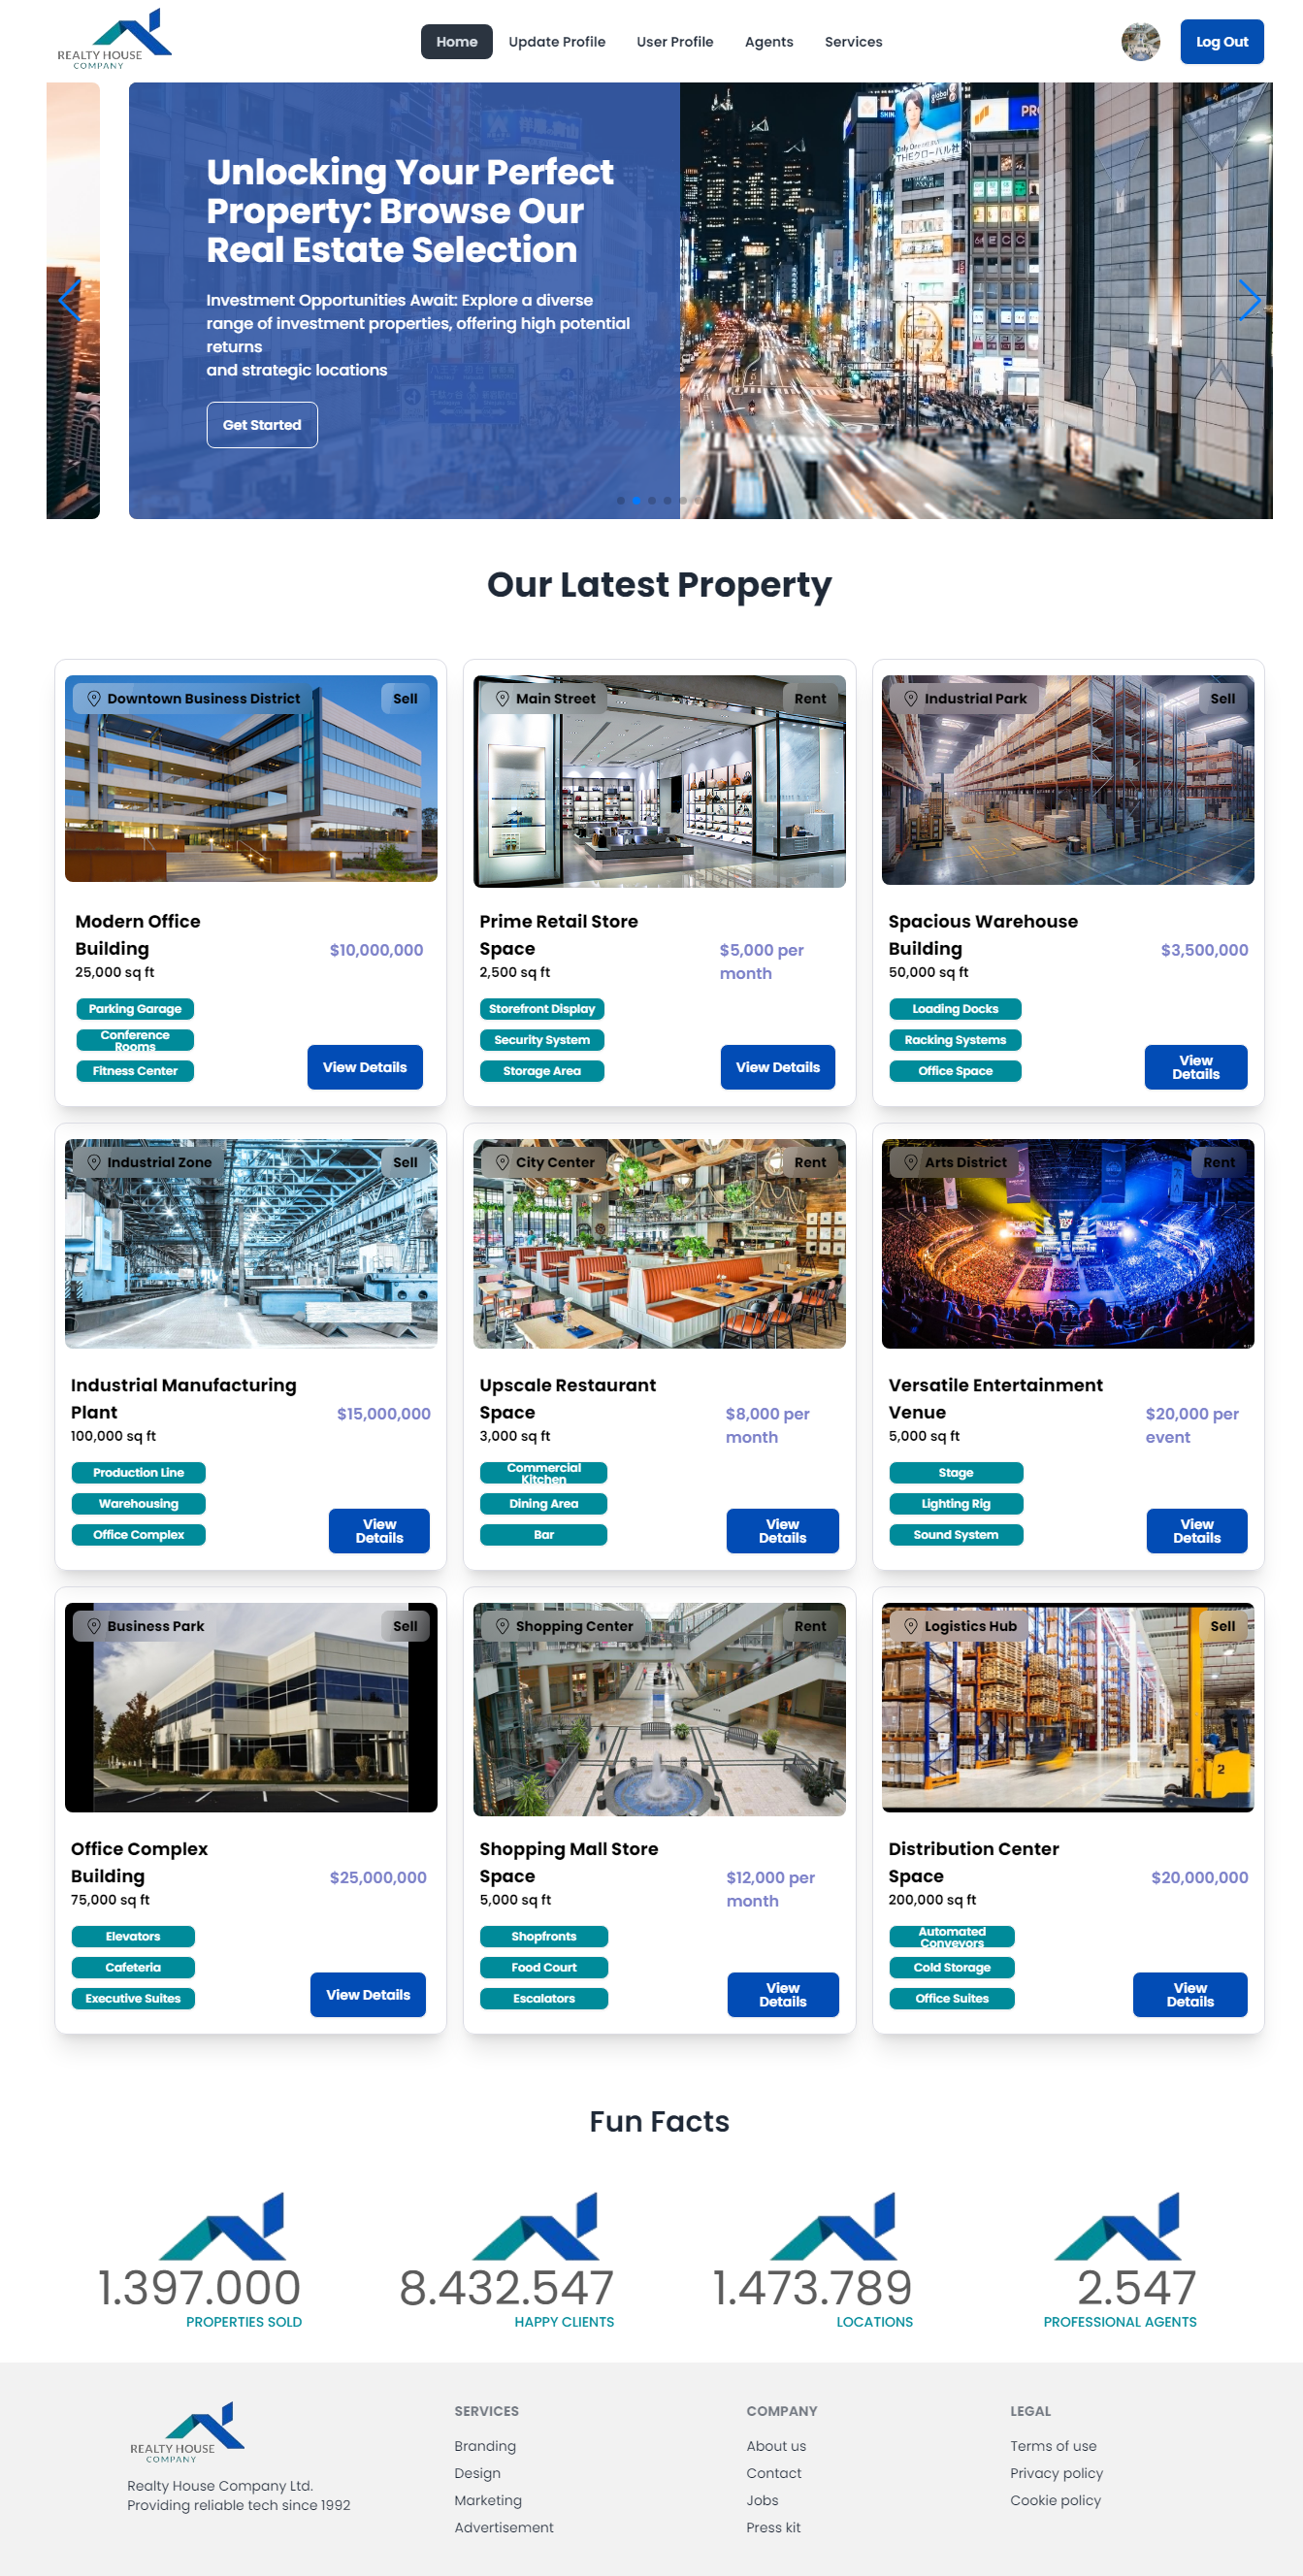 REALTY HOUSE
COMPANY
Home
Update Profile
User Profile
Agents
Services
Log Out
Unlocking Your Perfect
Property: Browse Our
Real Estate Selection
Investment Opportunities Await: Explore a diverse
range of investment properties, offering high potential
returns
and strategic locations
Get Started
Our Latest Property
Downtown Business District
Sell
Modern Office
Building
$10,000,000
25,000 sq ft
Parking Garage
Conference
Rooms
Fitness Center
View Details
Main Street
Rent
Prime Retail Store
Space
$5,000 per
month
2,500 sq ft
Storefront Display
Security System
Storage Area
View Details
Industrial Park
Sell
Spacious Warehouse
Building
$3,500,000
50,000 sq ft
Loading Docks
Racking Systems
Office Space
View
Details
Industrial Zone
Sell
Industrial Manufacturing
Plant
$15,000,000
100,000 sq ft
Production Line
Warehousing
Office Complex
View
Details
City Center
Rent
Upscale Restaurant
Space
$8,000 per
month
3,000 sq ft
Commercial
Kitchen
Dining Area
Bar
View
Details
Arts District
Rent
Versatile Entertainment
Venue
$20,000 per
event
5,000 sq ft
Stage
Lighting Rig
Sound System
View
Details
Business Park
Sell
Office Complex
Building
$25,000,000
75,000 sq ft
Elevators
Cafeteria
Executive Suites
View Details
Shopping Center
Rent
Shopping Mall Store
Space
$12,000 per
month
5,000 sq ft
Shopfronts
Food Court
Escalators
View
Details
Logistics Hub
Sell
2
Distribution Center
Space
$20,000,000
200,000 sq ft
Automated
Conveyors
Cold Storage
Office Suites
View
Details
Fun Facts
1.397.000
PROPERTIES SOLD
8.432.547
HAPPY CLIENTS
1.473.789
LOCATIONS
2.547
PROFESSIONAL AGENTS
REALTY HOUSE
COMPANY
Realty House Company Ltd.
Providing reliable tech since 1992
SERVICES
Branding
Design
Marketing
Advertisement
COMPANY
About us
Contact
Jobs
Press kit
LEGAL
Terms of use
Privacy policy
Cookie policy